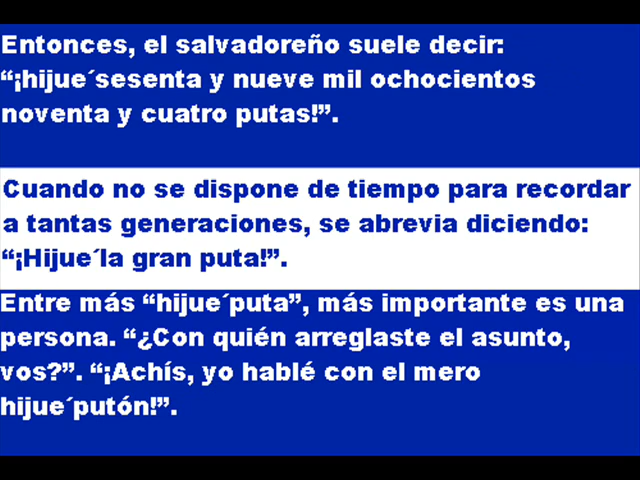 Entonces, el salvadoreño suele decir:
“¡hijue´sesenta y nueve mil ochocientos
noventa y cuatro putas!”.
Cuando no se dispone de tiempo para recordar
a tantas generaciones, se abrevia diciendo:
“¡Hijue´la gran puta!”.
Entre más “hijue´puta”, más importante es una
persona. “¿Con quién arreglaste el asunto,
vos?”. “¡Achís, yo hablé con el mero
hijue´putón!”.